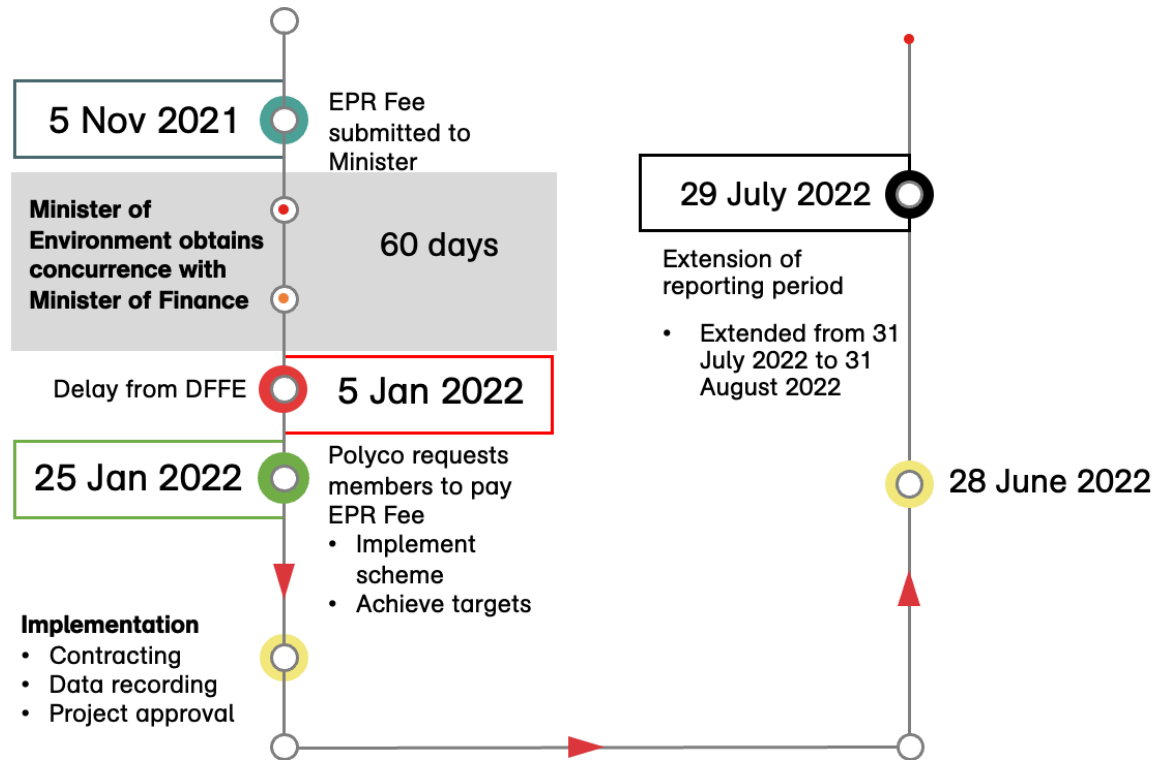 5 Nov 2021
EPR Fee
submitted to
Minister
Minister of
Environment obtains
concurrence with
Minister of Finance
60 days
Delay from DFFE
5 Jan 2022
25 Jan 2022
Polyco requests
members to pay
EPR Fee
• Implement
scheme
• Achieve targets
Implementation
• Contracting
• Data recording
• Project approval
29 July 2022
Extension of
reporting period
• Extended from 31
July 2022 to 31
August 2022
28 June 2022